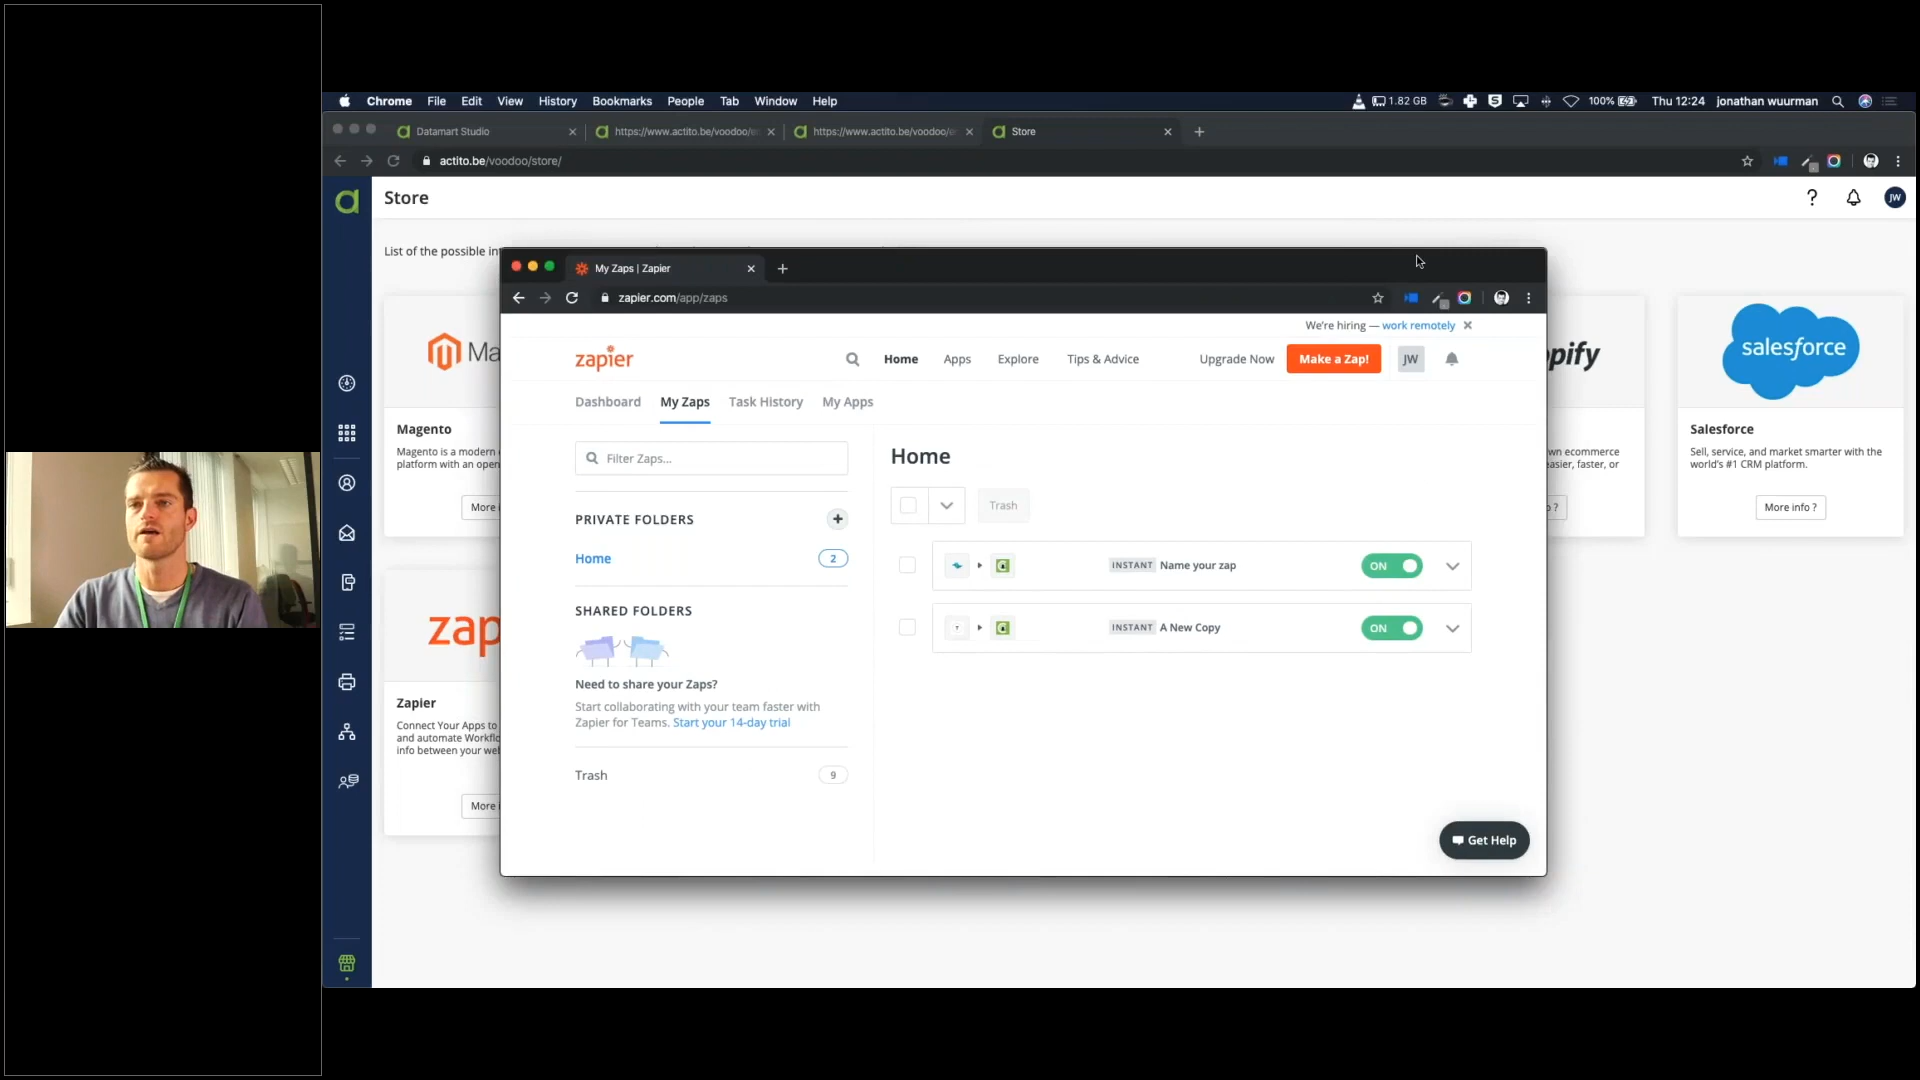 Chrome File Edit View History Bookmarks People Tab Window Help
1.82 GB 100% Thu 12:24 jonathan wuurman
Datamart Studio
https://www.actito.be/voodoo/e
https://www.actito.be/voodoo/e
Store
actito.be/voodoo/store/
Store
JW
List of the possible in
Magento
Magento is a modern
platform with an open
More i
zap
Zapier
Connect Your Apps to
and automate Workflo
info between your we
More i
My Zaps | Zapier
zapier.com/app/zaps
We're hiring — work remotely
zapier
Home Apps Explore Tips & Advice Upgrade Now Make a Zap! JW
Dashboard My Zaps Task History My Apps
Filter Zaps...
PRIVATE FOLDERS
Home 2
SHARED FOLDERS
Need to share your Zaps?
Start collaborating with your team faster with
Zapier for Teams. Start your 14-day trial
Trash 9
Home
Trash
INSTANT Name your zap ON
INSTANT A New Copy ON
Get Help
pify
wn ecommerce
easier, faster, or
o ?
salesforce
Salesforce
Sell, service, and market smarter with the
world's #1 CRM platform.
More info ?